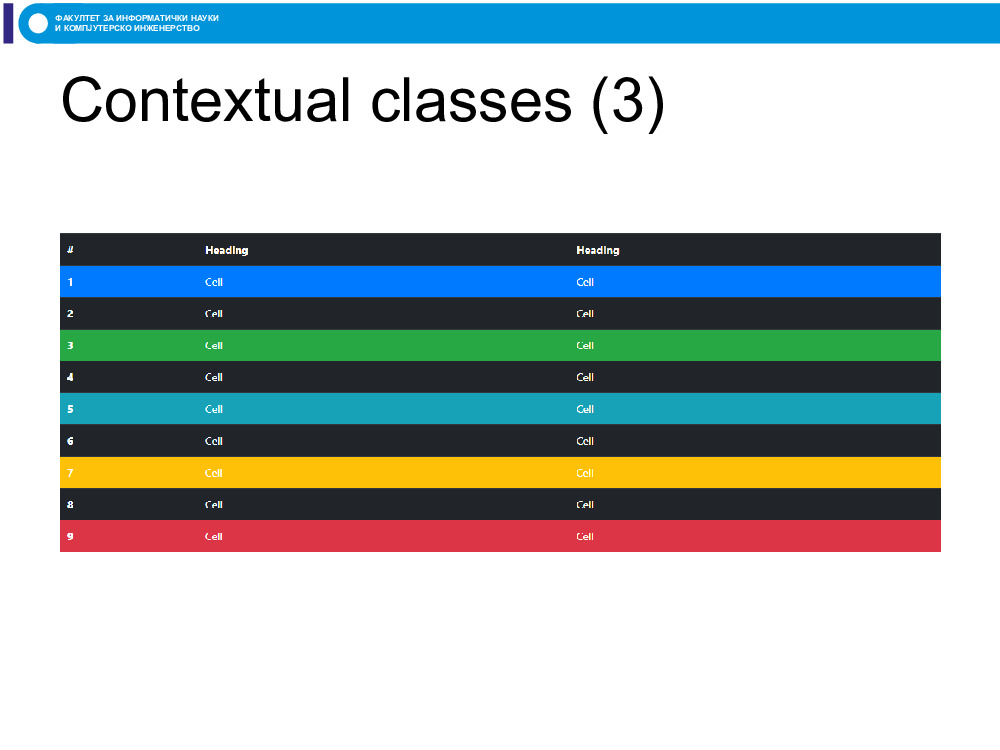 ФАКУЛТЕТ ЗА ИНФОРМАТИЧКИ НАУКИ
И КОМПЈУТЕРСКО ИНЖЕНЕРСТВО
Contextual classes (3)
# Heading Heading
1 Cell Cell
2 Cell Cell
3 Cell Cell
4 Cell Cell
5 Cell Cell
6 Cell Cell
7 Cell Cell
8 Cell Cell
9 Cell Cell